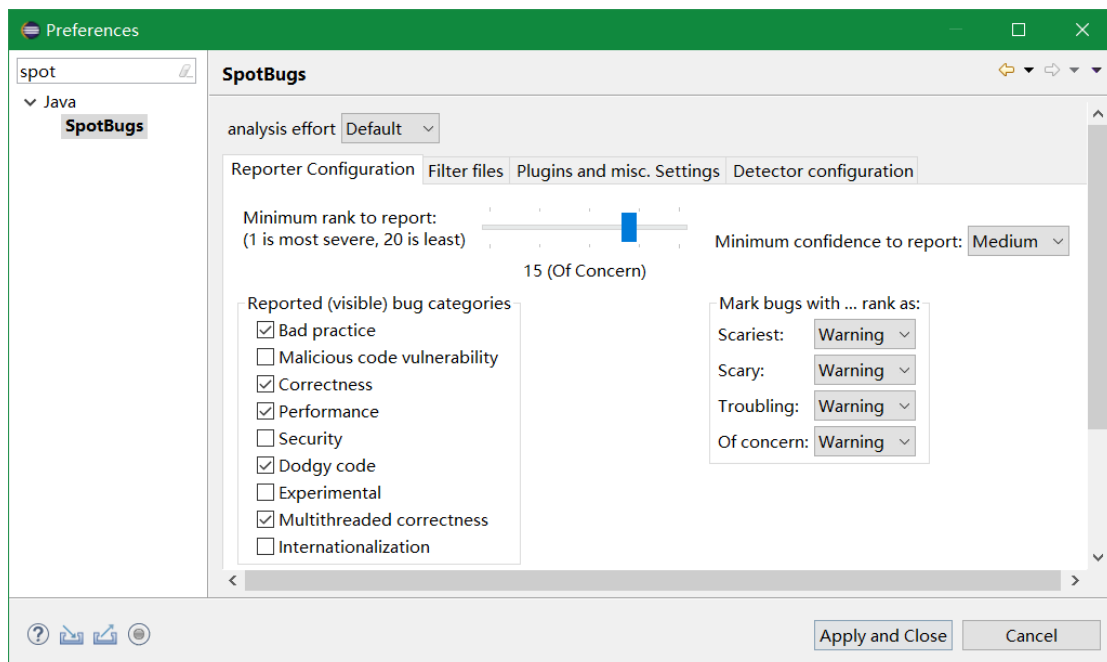 Preferences
spot
Java
SpotBugs
SpotBugs
analysis effort Default
Reporter Configuration Filter files Plugins and misc. Settings Detector configuration
Minimum rank to report:
(1 is most severe, 20 is least)
15 (Of Concern)
Minimum confidence to report: Medium
Reported (visible) bug categories
Bad practice
Malicious code vulnerability
Correctness
Performance
Security
Dodgy code
Experimental
Multithreaded correctness
Internationalization
Mark bugs with ... rank as:
Scariest: Warning
Scary: Warning
Troubling: Warning
Of concern: Warning
Apply and Close Cancel